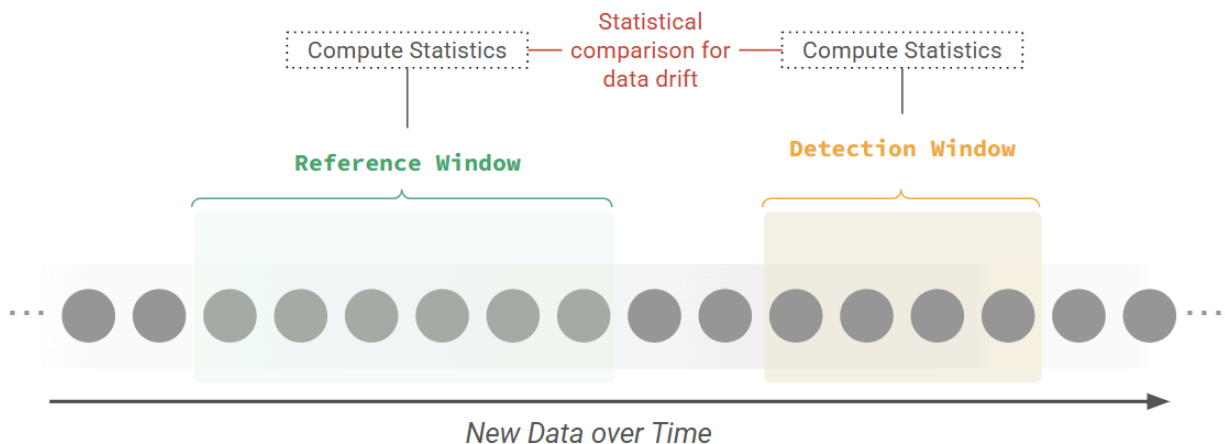 Statistical
Compute Statistics comparison for Compute Statistics
data drift
Reference Window
Detection Window
... ...
New Data over Time